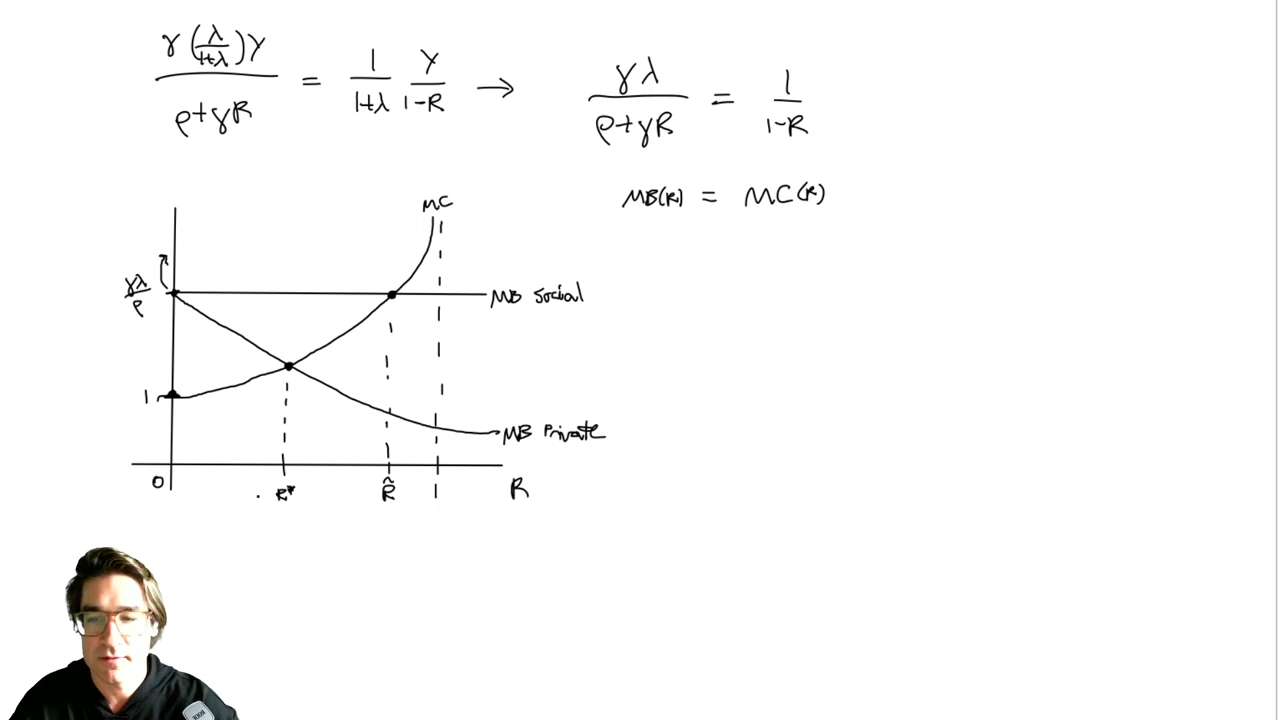 γ(λ/1+λ)Y / ρ+γR = 1/1+λ Y/1-R → γλ/ρ+γR = 1/1-R
MB(R) = MC(R)
MC
γλ/ρ
MB Social
1
MB Private
0 R* R̃ 1 R